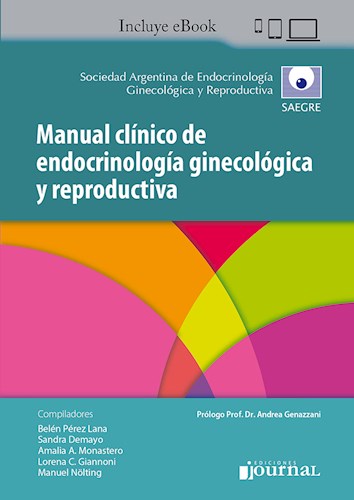 Incluye eBook
Sociedad Argentina de Endocrinología
Ginecológica y Reproductiva
SAEGRE
Manual clínico de
endocrinología ginecológica
y reproductiva
Compiladores
Belén Pérez Lana
Sandra Demayo
Amalia A. Monastero
Lorena C. Giannoni
Manuel Nölting
Prólogo Prof. Dr. Andrea Genazzani
EDICIONES
JOURNAL